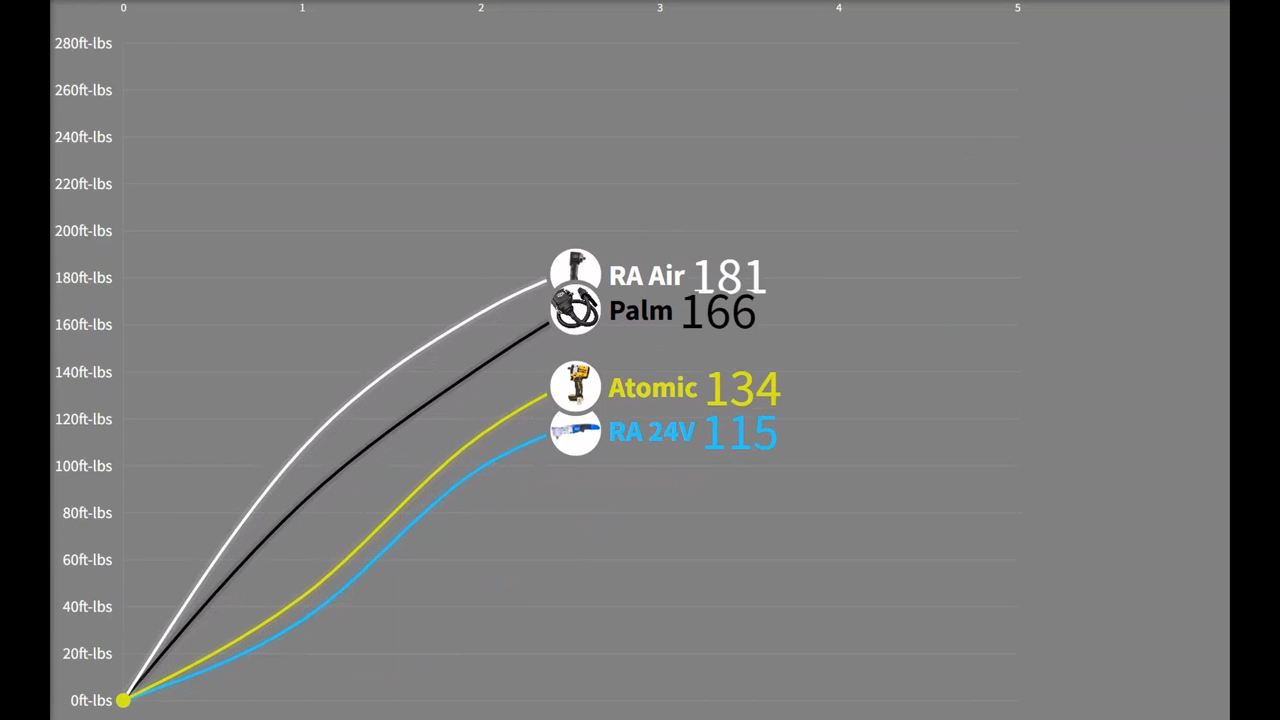 0 1 2 3 4 5
280ft-lbs
260ft-lbs
240ft-lbs
220ft-lbs
200ft-lbs
180ft-lbs
RA Air 181
Palm 166
160ft-lbs
140ft-lbs
Atomic 134
120ft-lbs
RA 24V 115
100ft-lbs
80ft-lbs
60ft-lbs
40ft-lbs
20ft-lbs
0ft-lbs